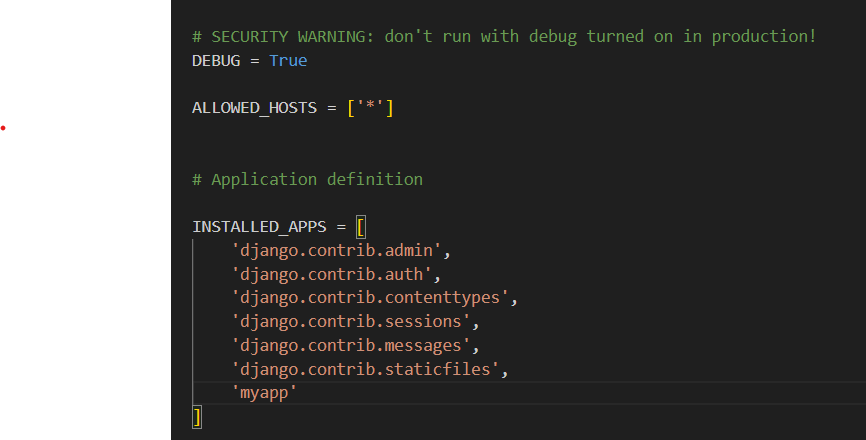 # SECURITY WARNING: don't run with debug turned on in production!
DEBUG = True
ALLOWED_HOSTS = ['*']
# Application definition
INSTALLED_APPS = [
'django.contrib.admin',
'django.contrib.auth',
'django.contrib.contenttypes',
'django.contrib.sessions',
'django.contrib.messages',
'django.contrib.staticfiles',
'myapp'
]